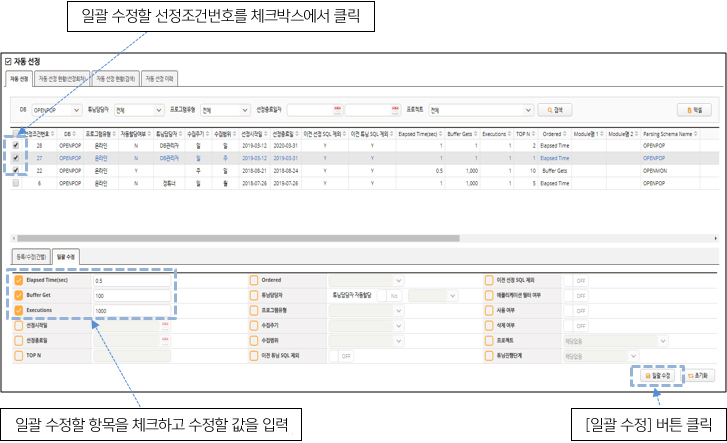 일괄 수정할 선정조건번호를 체크박스에서 클릭
자동 선정
자동 선정 자동 선정 현황(선정회차) 자동 선정 현황(검색) 자동 선정 이력
DB OPENPOP 튜닝담당자 전체 프로그램유형 전체 선정종료일자 프로젝트 전체 검색 엑셀
선정조건번호 DB 프로그램유형 자동할당여부 튜닝담당자 수집주기 수집범위 선정시작일 선정종료일 이전 선정 SQL 제외 이전 튜닝 SQL 제외 Elapsed Time(sec) Buffer Gets Executions TOP N Ordered Module명 1 Module명 2 Parsing Schema Name
28 OPENPOP 온라인 N DB관리자 일 일 2019-03-12 2020-03-31 Y Y 1 1 1 2 Elapsed Time OPENPOP
27 OPENPOP 온라인 N DB관리자 일 주 2019-03-12 2019-03-31 Y Y 1 1 1 1 Elapsed Time OPENPOP
22 OPENPOP 온라인 Y 주 일 2018-08-21 2018-08-24 Y Y 0.5 1,000 1 10 Buffer Gets OPENMON
6 OPENPOP 온라인 N 정튜너 일 월 2018-07-26 2019-07-26 Y Y 1 1,000 1 5 Elapsed Time OPENPOP
등록/수정(건별) 일괄 수정
Elapsed Time(sec) 0.5 Ordered 이전 선정 SQL 제외 OFF
Buffer Get 100 튜닝담당자 튜닝담당자 자동할당 No 애플리케이션 필터 여부 OFF
Executions 1000 프로그램유형 사용 여부 OFF
선정시작일 수집주기 삭제 여부 OFF
선정종료일 수집범위 프로젝트 해당없음
TOP N 이전 튜닝 SQL 제외 OFF 튜닝진행단계 해당없음
일괄 수정 초기화
일괄 수정할 항목을 체크하고 수정할 값을 입력
[일괄 수정] 버튼 클릭